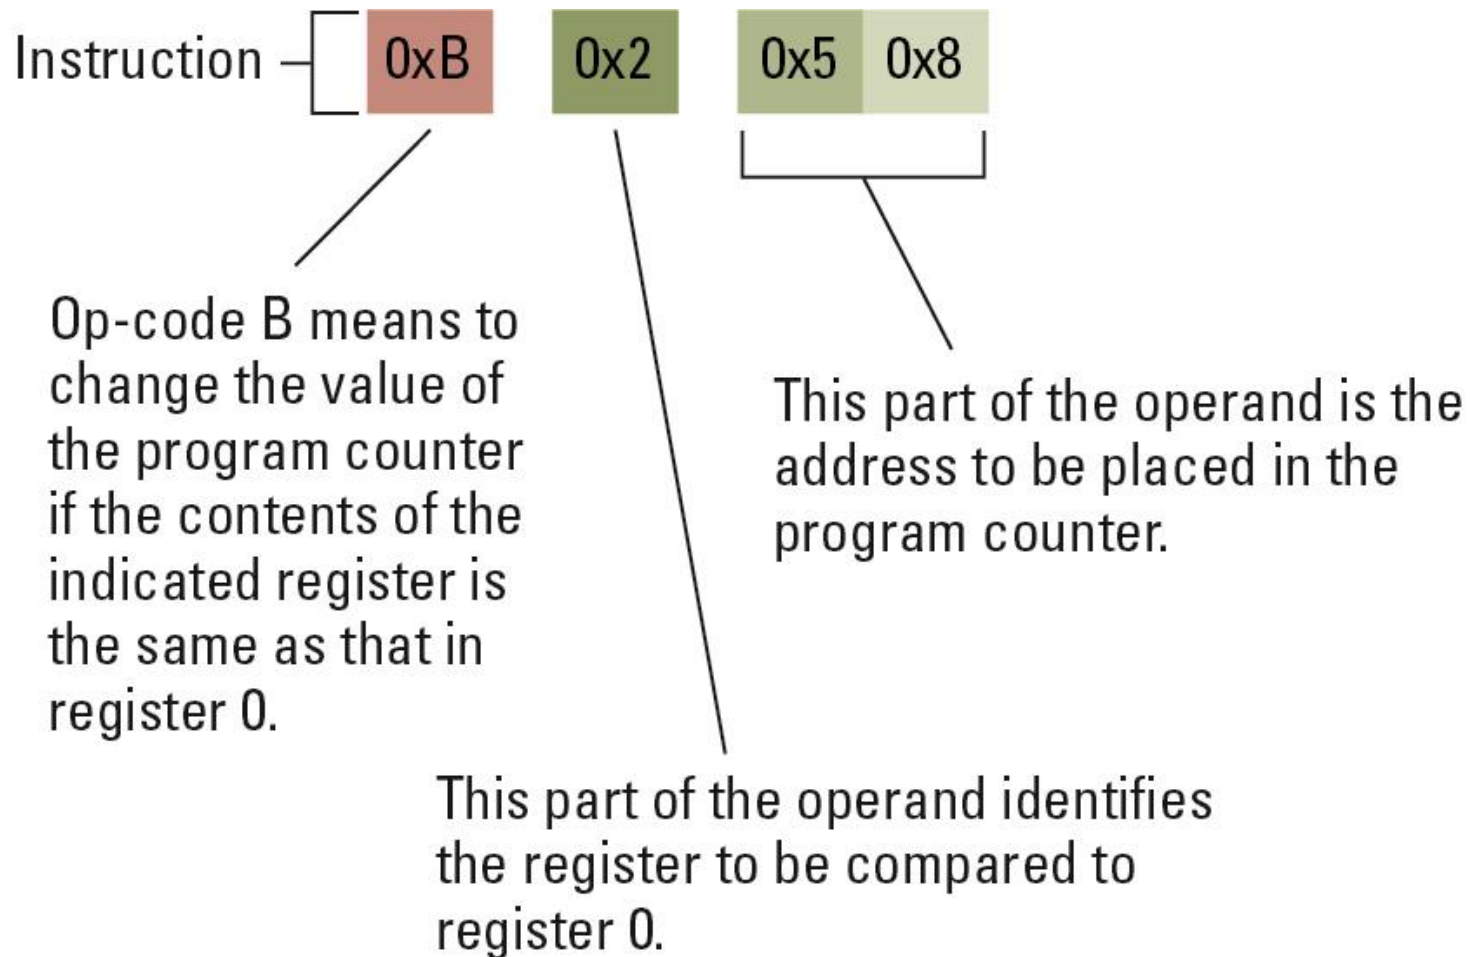 Instruction 0xB 0x2 0x5 0x8
Op-code B means to
change the value of
the program counter
if the contents of the
indicated register is
the same as that in
register 0.
This part of the operand is the
address to be placed in the
program counter.
This part of the operand identifies
the register to be compared to
register 0.